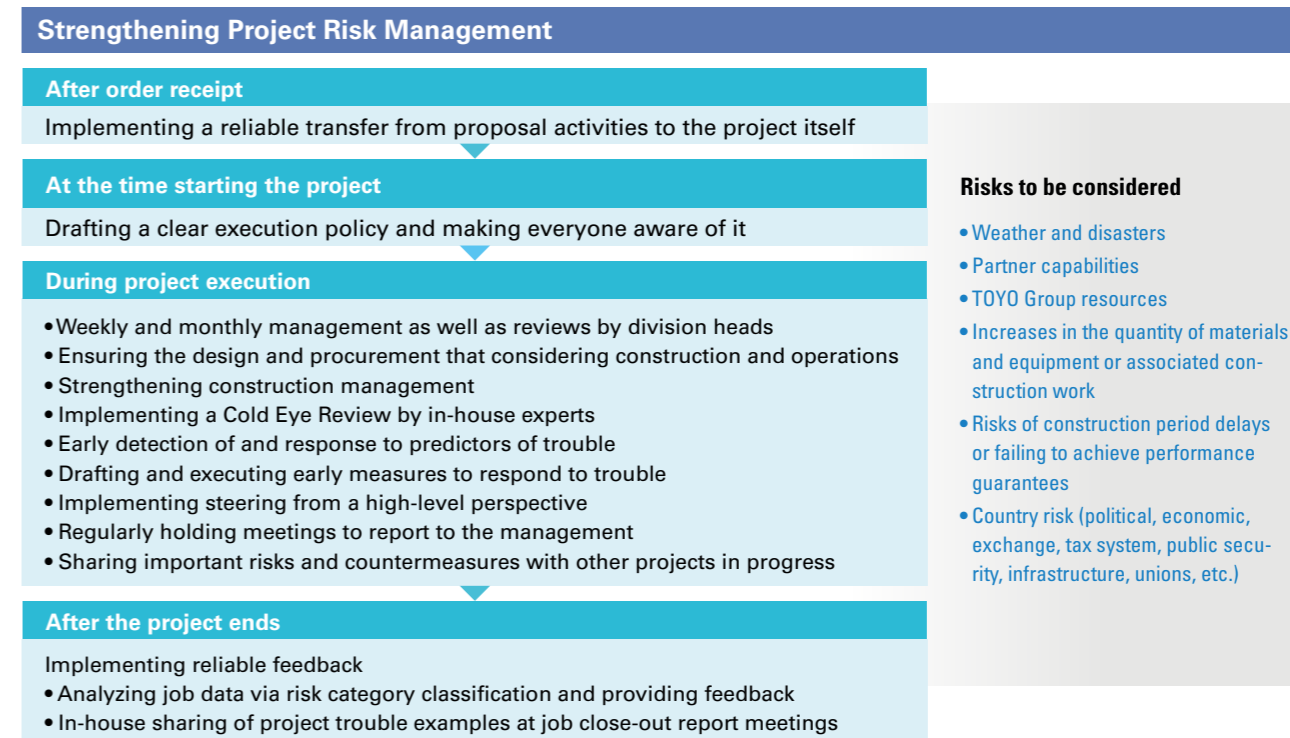 Strengthening Project Risk Management
After order receipt
Implementing a reliable transfer from proposal activities to the project itself
At the time starting the project
Drafting a clear execution policy and making everyone aware of it
During project execution
• Weekly and monthly management as well as reviews by division heads
• Ensuring the design and procurement that considering construction and operations
• Strengthening construction management
• Implementing a Cold Eye Review by in-house experts
• Early detection of and response to predictors of trouble
• Drafting and executing early measures to respond to trouble
• Implementing steering from a high-level perspective
• Regularly holding meetings to report to the management
• Sharing important risks and countermeasures with other projects in progress
After the project ends
Implementing reliable feedback
• Analyzing job data via risk category classification and providing feedback
• In-house sharing of project trouble examples at job close-out report meetings
Risks to be considered
• Weather and disasters
• Partner capabilities
• TOYO Group resources
• Increases in the quantity of materials
and equipment or associated con-
struction work
• Risks of construction period delays
or failing to achieve performance
guarantees
• Country risk (political, economic,
exchange, tax system, public secu-
rity, infrastructure, unions, etc.)